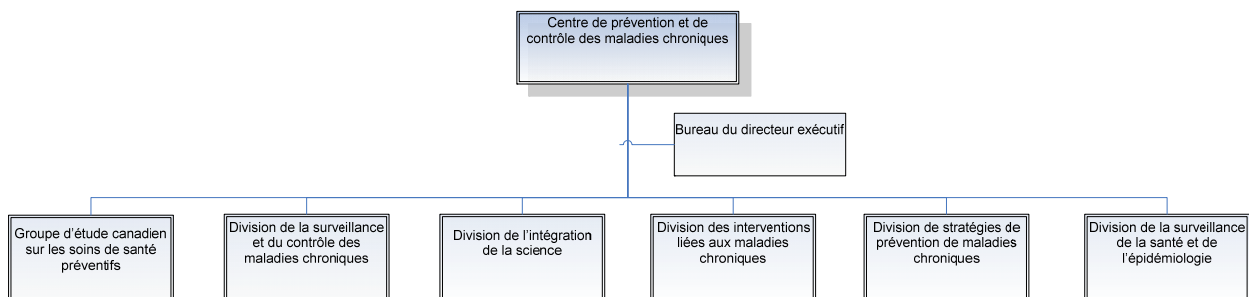 Centre de prévention et de
contrôle des maladies chroniques
Bureau du directeur exécutif
Groupe d’étude canadien
sur les soins de santé
préventifs
Division de la surveillance
et du contrôle des
maladies chroniques
Division de l’intégration
de la science
Division des interventions
liées aux maladies
chroniques
Division de stratégies de
prévention de maladies
chroniques
Division de la surveillance
de la santé et de
l’épidémiologie